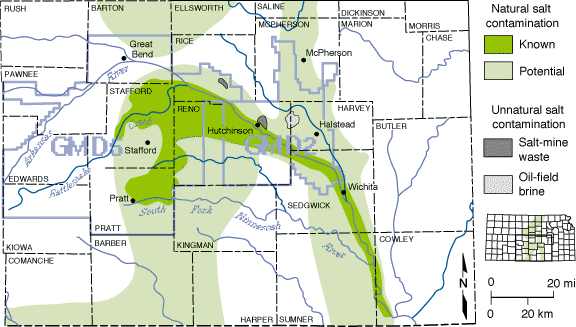 RUSH
BARTON
ELLSWORTH
SALINE
DICKINSON
MCPHERSON
MARION
MORRIS
CHASE
RICE
Great
Bend
McPherson
PAWNEE
River
STAFFORD
RENO
HARVEY
BUTLER
Creek
Hutchinson
Halstead
Arkansas
GMD5
GMD2
Stafford
EDWARDS
Rattlesnake
Wichita
Pratt
South Fork Ninnescah River
SEDGWICK
PRATT
COWLEY
KIOWA
BARBER
KINGMAN
COMANCHE
HARPER
SUMNER
N
Natural salt
contamination
Known
Potential
Unnatural salt
contamination
Salt-mine
waste
Oil-field
brine
0 20 mi
0 20 km